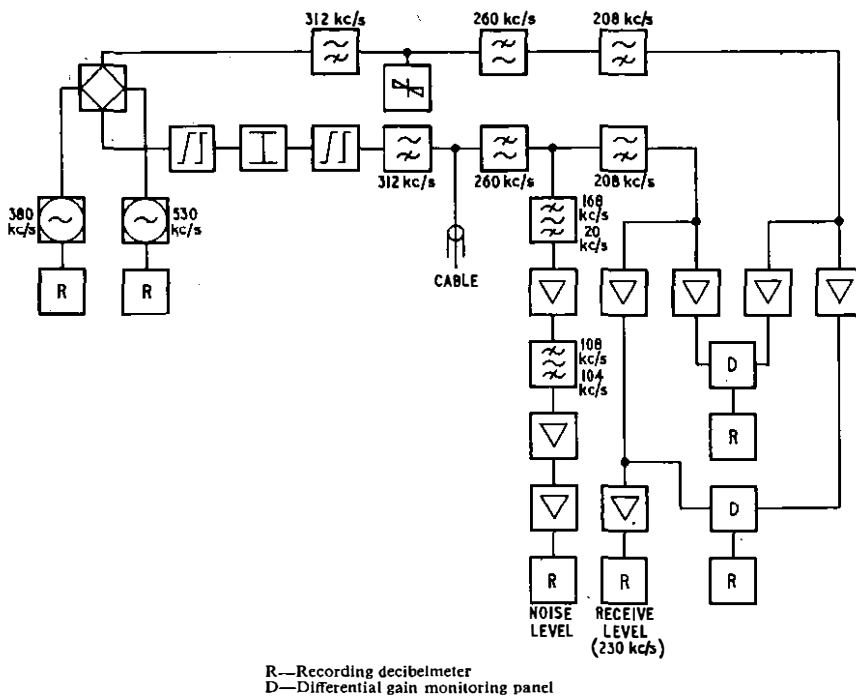 312 kc/s
260 kc/s
208 kc/s
312 kc/s
260 kc/s
208 kc/s
380 kc/s
530 kc/s
168 kc/s
20 kc/s
R
R
CABLE
108 kc/s
104 kc/s
D
R
D
R
R
R
NOISE LEVEL
RECEIVE LEVEL (230 kc/s)
R—Recording decibelmeter
D—Differential gain monitoring panel